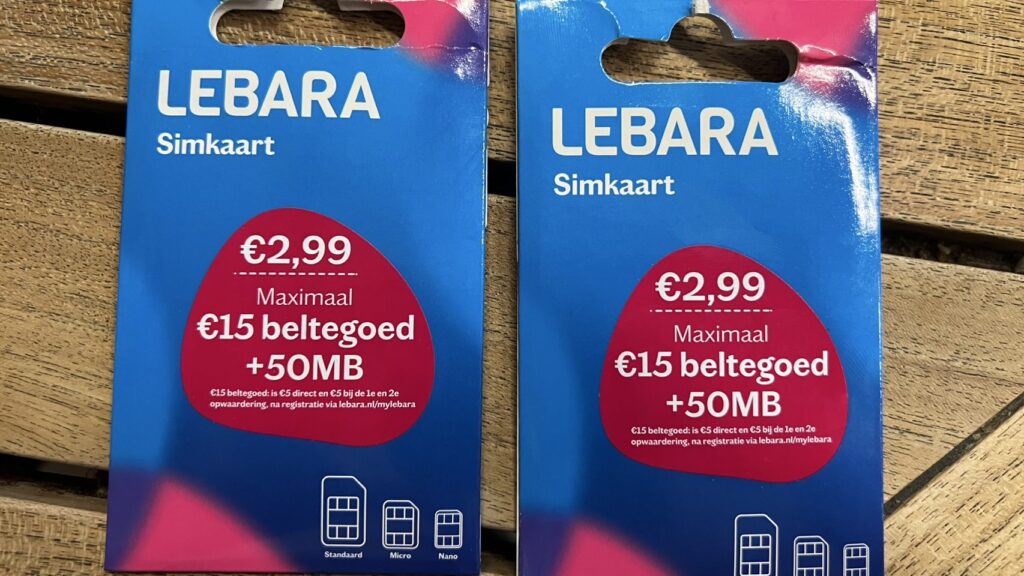 LEBARA
Simkaart
€2,99
Maximaal
€15 beltegoed
+50MB
€15 beltegoed: is €5 direct en €5 bij de 1e en 2e
opwaardering, na registratie via lebara.nl/mylebara
Standaard Micro Nano
LEBARA
Simkaart
€2,99
Maximaal
€15 beltegoed
+50MB
€15 beltegoed: is €5 direct en €5 bij de 1e en 2e
opwaardering, na registratie via lebara.nl/mylebara